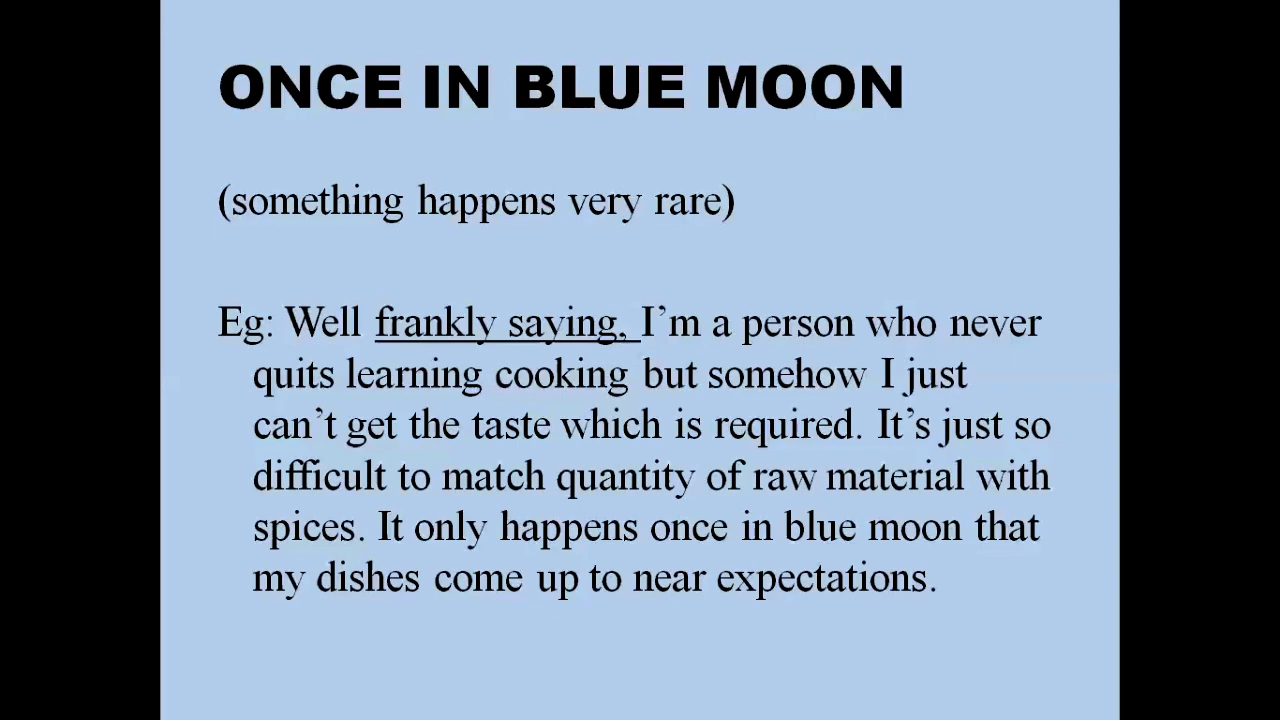 ONCE IN BLUE MOON
(something happens very rare)
Eg: Well frankly saying, I’m a person who never
quits learning cooking but somehow I just
can’t get the taste which is required. It’s just so
difficult to match quantity of raw material with
spices. It only happens once in blue moon that
my dishes come up to near expectations.